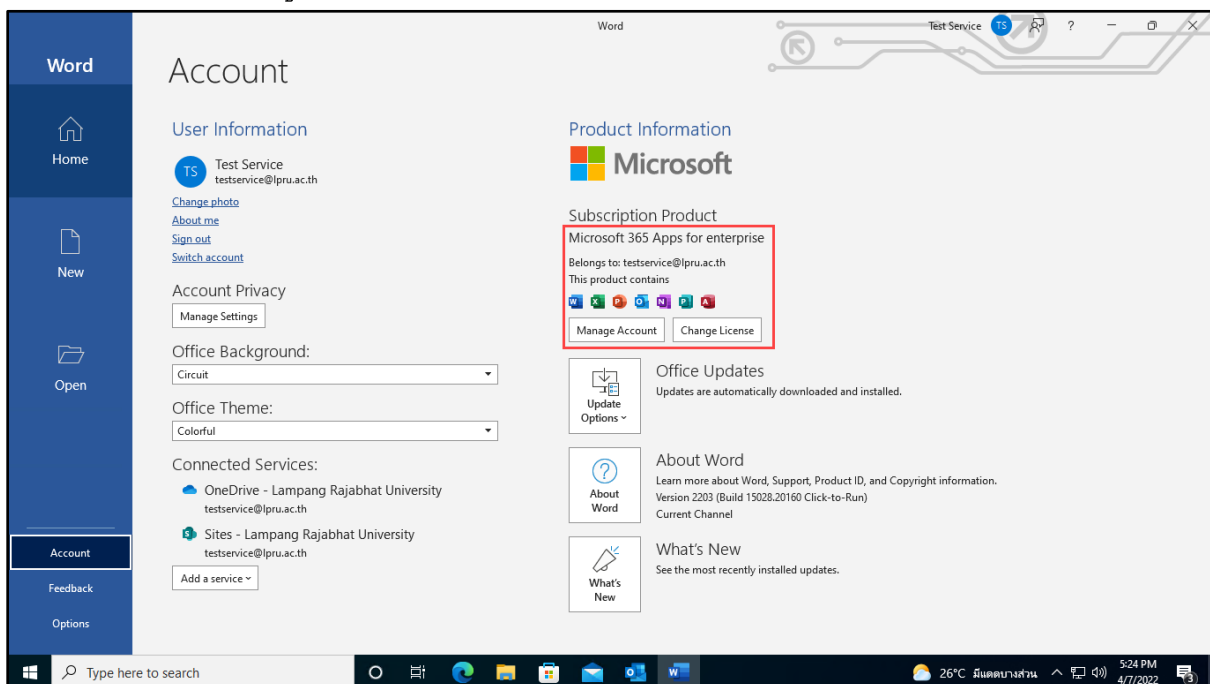 Word
Test Service
TS
?
Word
Home
New
Open
Account
Feedback
Options
Account
User Information
TS
Test Service
testservice@lpru.ac.th
Change photo
About me
Sign out
Switch account
Account Privacy
Manage Settings
Office Background:
Circuit
Office Theme:
Colorful
Connected Services:
OneDrive - Lampang Rajabhat University
testservice@lpru.ac.th
Sites - Lampang Rajabhat University
testservice@lpru.ac.th
Add a service
Product Information
Microsoft
Subscription Product
Microsoft 365 Apps for enterprise
Belongs to: testservice@lpru.ac.th
This product contains
Manage Account
Change License
Update
Options
Office Updates
Updates are automatically downloaded and installed.
About
Word
About Word
Learn more about Word, Support, Product ID, and Copyright information.
Version 2203 (Build 15028.20160 Click-to-Run)
Current Channel
What's
New
What's New
See the most recently installed updates.
Type here to search
26°C มีแดดบางส่วน
5:24 PM
4/7/2022
3